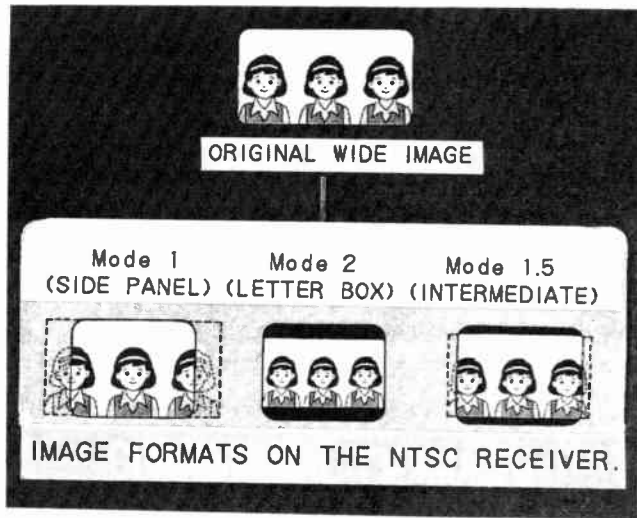 ORIGINAL WIDE IMAGE
Mode 1 Mode 2 Mode 1.5
(SIDE PANEL) (LETTER BOX) (INTERMEDIATE)
IMAGE FORMATS ON THE NTSC RECEIVER.